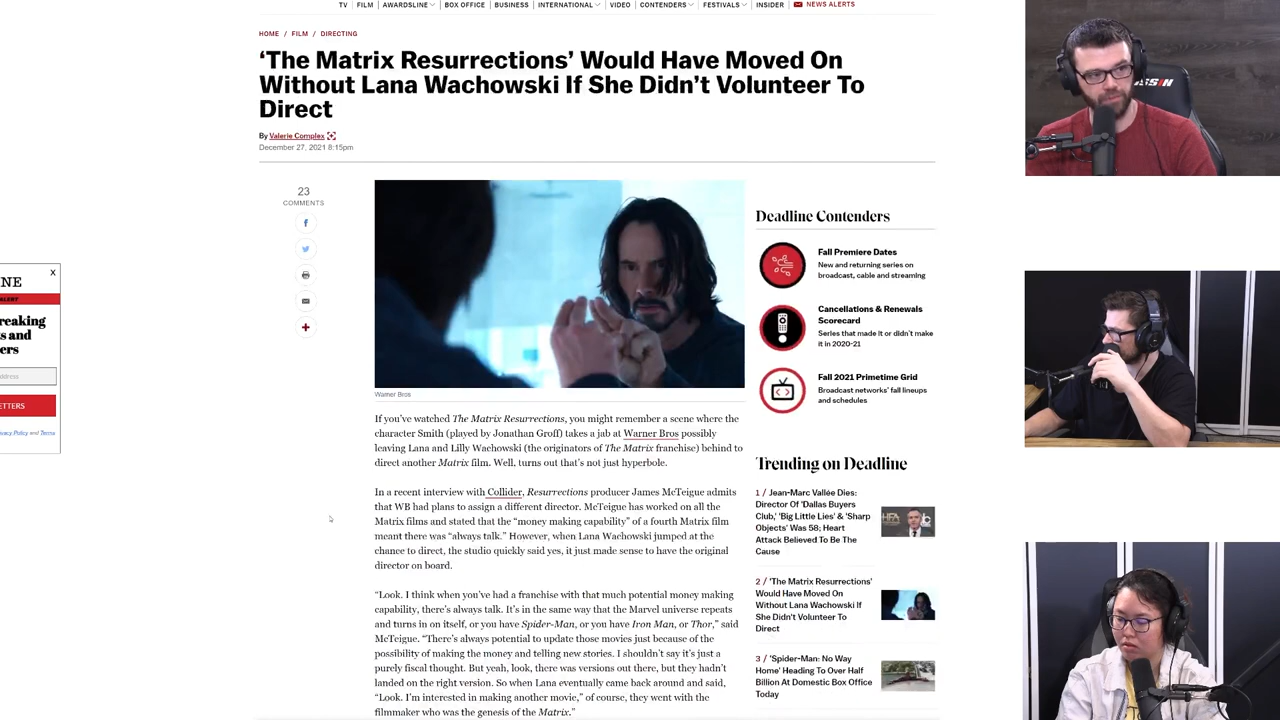 TV FILM AWARDSLINE BOX OFFICE BUSINESS INTERNATIONAL VIDEO CONTENDERS FESTIVALS INSIDER NEWS ALERTS
HOME / FILM / DIRECTING
‘The Matrix Resurrections’ Would Have Moved On
Without Lana Wachowski If She Didn’t Volunteer To
Direct
By Valerie Complex
December 27, 2021 8:15pm
23
COMMENTS
X
NE
ALERT
reaking
s and
ers
ddress
ETTERS
ivacy Policy and Terms
Warner Bros
If you’ve watched The Matrix Resurrections, you might remember a scene where the
character Smith (played by Jonathan Groff) takes a jab at Warner Bros possibly
leaving Lana and Lilly Wachowski (the originators of The Matrix franchise) behind to
direct another Matrix film. Well, turns out that’s not just hyperbole.
In a recent interview with Collider, Resurrections producer James McTeigue admits
that WB had plans to assign a different director. McTeigue has worked on all the
Matrix films and stated that the “money making capability” of a fourth Matrix film
meant there was “always talk.” However, when Lana Wachowski jumped at the
chance to direct, the studio quickly said yes, it just made sense to have the original
director on board.
“Look. I think when you’ve had a franchise with that much potential money making
capability, there’s always talk. It’s in the same way that the Marvel universe repeats
and turns in on itself, or you have Spider-Man, or you have Iron Man, or Thor,” said
McTeigue. “There’s always potential to update those movies just because of the
possibility of making the money and telling new stories. I shouldn’t say it’s just a
purely fiscal thought. But yeah, look, there was versions out there, but they hadn’t
landed on the right version. So when Lana eventually came back around and said,
“Look. I’m interested in making another movie,” of course, they went with the
filmmaker who was the genesis of the Matrix.”
Deadline Contenders
Fall Premiere Dates
New and returning series on
broadcast, cable and streaming
Cancellations & Renewals
Scorecard
Series that made it or didn’t make
it in 2020-21
Fall 2021 Primetime Grid
Broadcast networks’ fall lineups
and schedules
Trending on Deadline
1 / Jean-Marc Vallée Dies:
Director Of ‘Dallas Buyers
Club,’ ‘Big Little Lies’ & ‘Sharp
Objects’ Was 58; Heart
Attack Believed To Be The
Cause
2 / ‘The Matrix Resurrections’
Would Have Moved On
Without Lana Wachowski If
She Didn’t Volunteer To
Direct
3 / ‘Spider-Man: No Way
Home’ Heading To Over Half
Billion At Domestic Box Office
Today